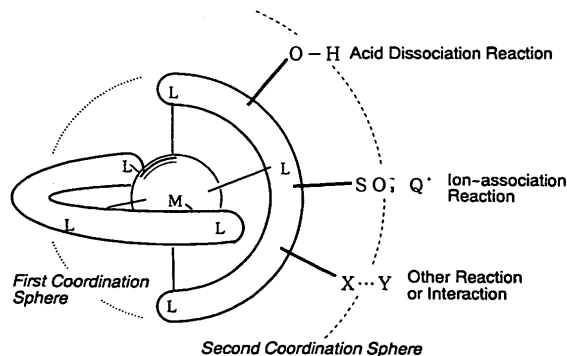 O – H Acid Dissociation Reaction
L
L
L
SO₃⁻, Q⁺ Ion-association
Reaction
M
L
L
X ··· Y Other Reaction
or Interaction
First Coordination
Sphere
L
Second Coordination Sphere